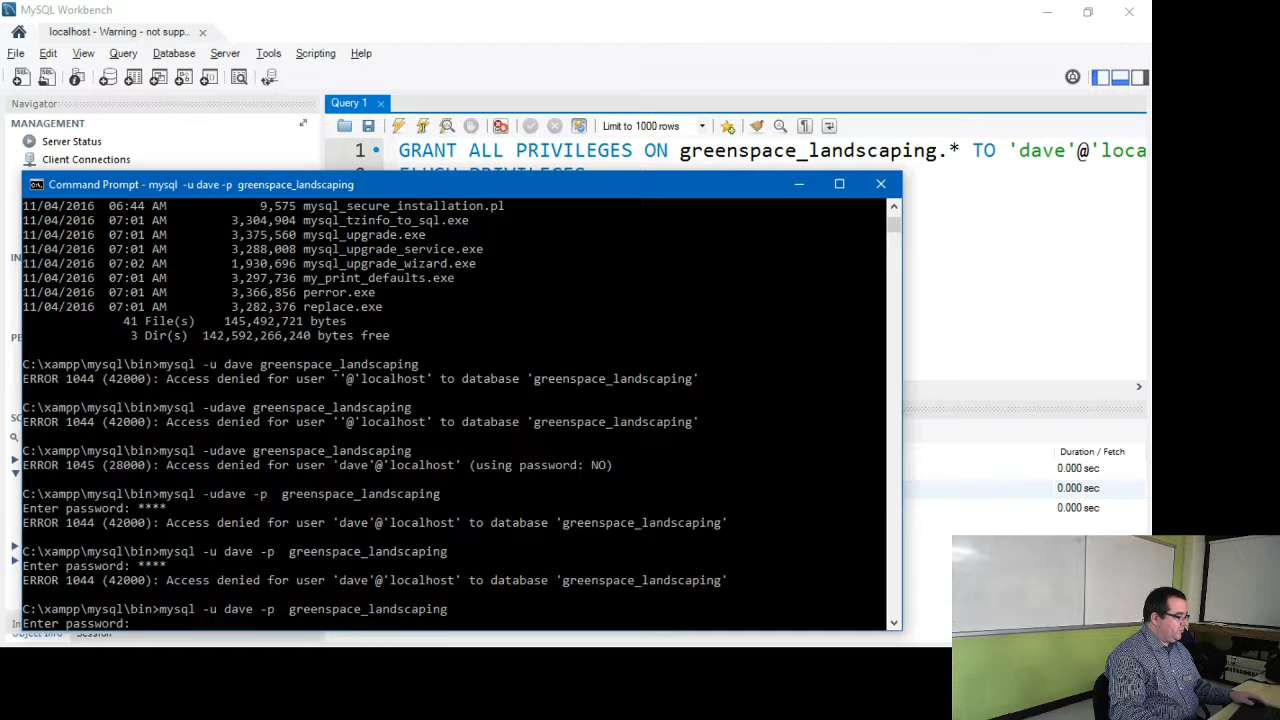 MySQL Workbench
localhost - Warning - not supp...
File Edit View Query Database Server Tools Scripting Help
Navigator
Query 1
MANAGEMENT
Server Status
Client Connections
Limit to 1000 rows
1 GRANT ALL PRIVILEGES ON greenspace_landscaping.* TO 'dave'@'loca
Command Prompt - mysql -u dave -p greenspace_landscaping
11/04/2016 06:44 AM 9,575 mysql_secure_installation.pl
11/04/2016 07:01 AM 3,304,904 mysql_tzinfo_to_sql.exe
11/04/2016 07:01 AM 3,375,560 mysql_upgrade.exe
11/04/2016 07:01 AM 3,288,008 mysql_upgrade_service.exe
11/04/2016 07:02 AM 1,930,696 mysql_upgrade_wizard.exe
11/04/2016 07:01 AM 3,297,736 my_print_defaults.exe
11/04/2016 07:01 AM 3,366,856 perror.exe
11/04/2016 07:01 AM 3,282,376 replace.exe
41 File(s) 145,492,721 bytes
3 Dir(s) 142,592,266,240 bytes free
C:\xampp\mysql\bin>mysql -u dave greenspace_landscaping
ERROR 1044 (42000): Access denied for user ''@'localhost' to database 'greenspace_landscaping'
C:\xampp\mysql\bin>mysql -udave greenspace_landscaping
ERROR 1044 (42000): Access denied for user ''@'localhost' to database 'greenspace_landscaping'
C:\xampp\mysql\bin>mysql -udave greenspace_landscaping
ERROR 1045 (28000): Access denied for user 'dave'@'localhost' (using password: NO)
C:\xampp\mysql\bin>mysql -udave -p  greenspace_landscaping
Enter password: ****
ERROR 1044 (42000): Access denied for user 'dave'@'localhost' to database 'greenspace_landscaping'
C:\xampp\mysql\bin>mysql -u dave -p  greenspace_landscaping
Enter password: ****
ERROR 1044 (42000): Access denied for user 'dave'@'localhost' to database 'greenspace_landscaping'
C:\xampp\mysql\bin>mysql -u dave -p  greenspace_landscaping
Enter password:
Duration / Fetch
0.000 sec
0.000 sec
0.000 sec